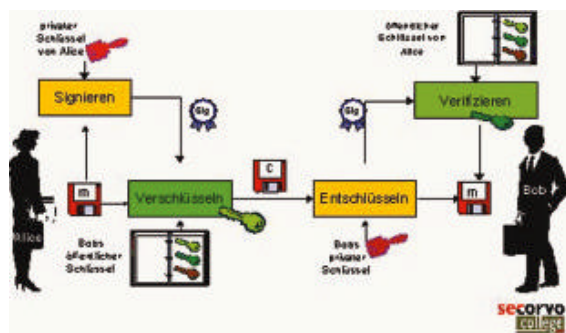 privater
Schlüssel
von Alice
öffentlicher
Schlüssel von
Alice
Signieren
Sig
Sig
Verifizieren
m
Verschlüsseln
C
Entschlüsseln
m
Alice
Bob
Bobs
öffentlicher
Schlüssel
Bobs
privater
Schlüssel
secorvo
college